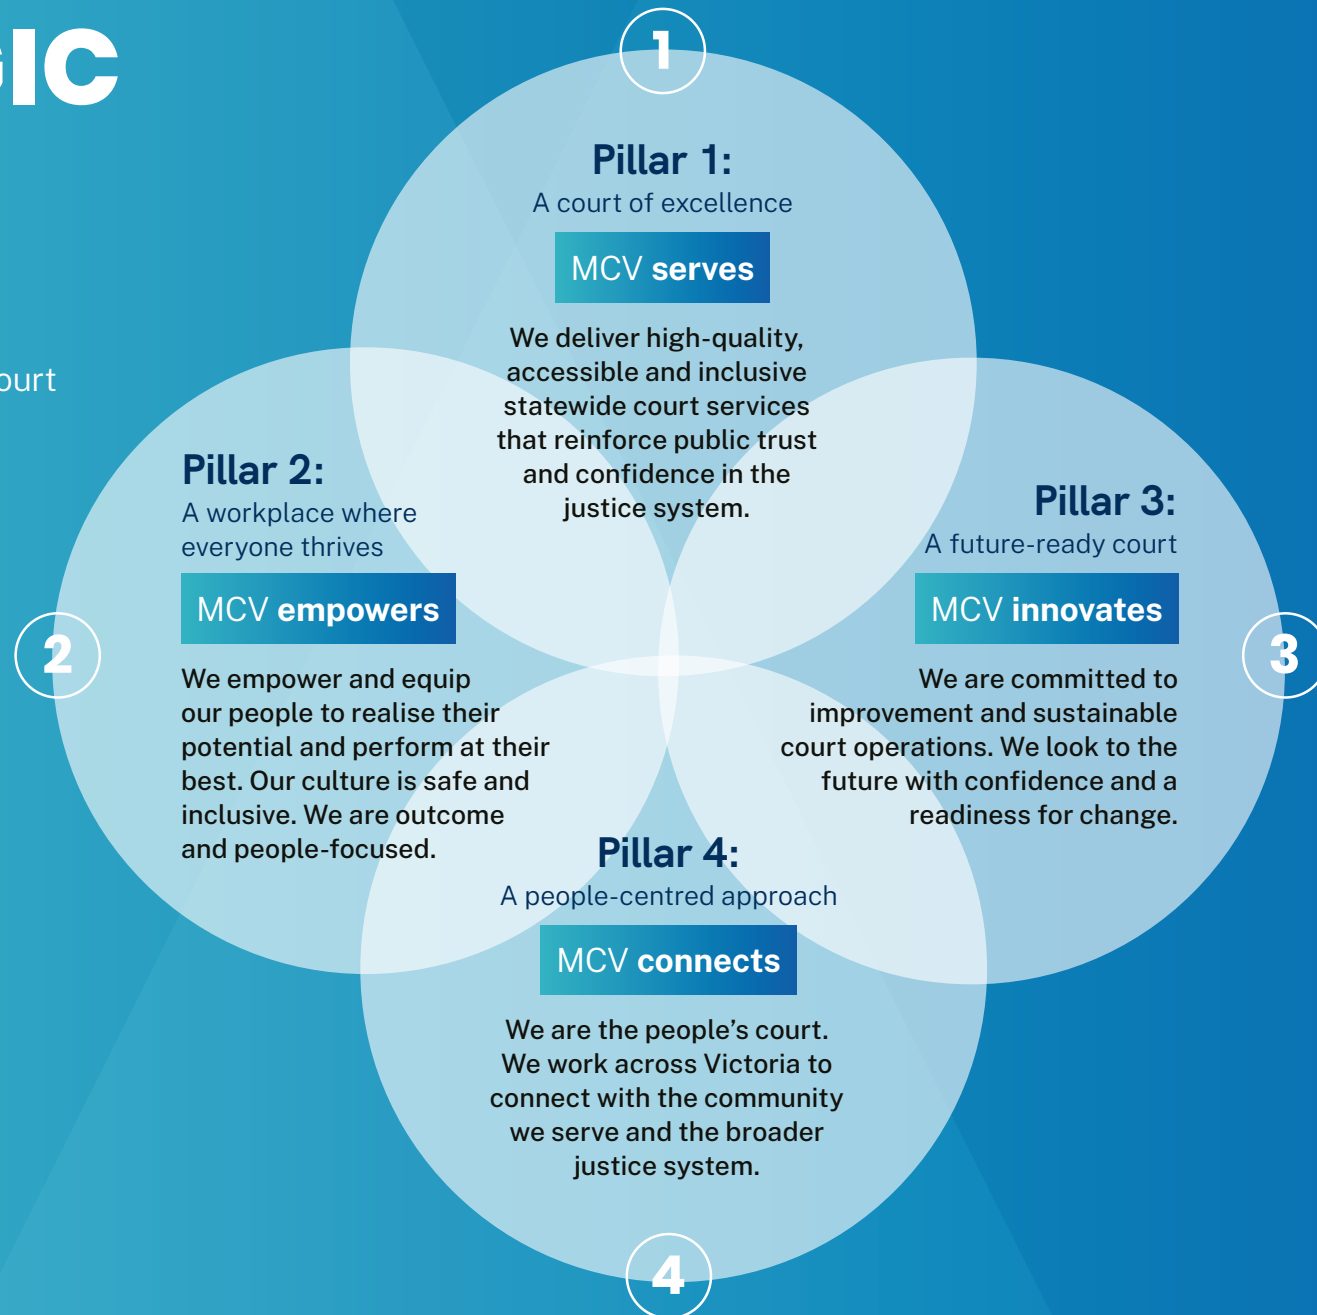 GIC
ourt
1
Pillar 1:
A court of excellence
MCV serves
We deliver high-quality,
accessible and inclusive
statewide court services
that reinforce public trust
and confidence in the
justice system.
2
Pillar 2:
A workplace where
everyone thrives
MCV empowers
We empower and equip
our people to realise their
potential and perform at their
best. Our culture is safe and
inclusive. We are outcome
and people-focused.
3
Pillar 3:
A future-ready court
MCV innovates
We are committed to
improvement and sustainable
court operations. We look to the
future with confidence and a
readiness for change.
Pillar 4:
A people-centred approach
MCV connects
We are the people’s court.
We work across Victoria to
connect with the community
we serve and the broader
justice system.
4